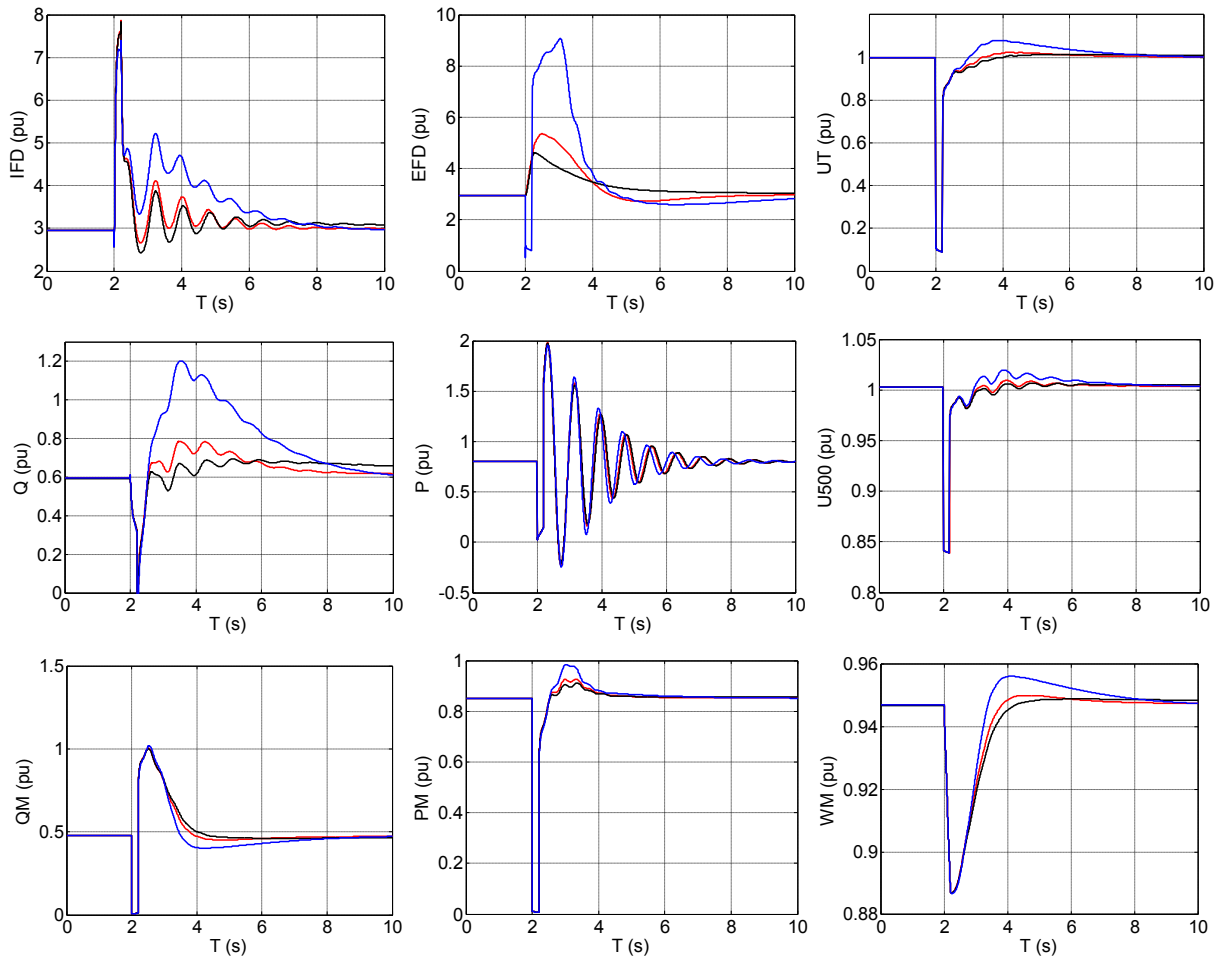 IFD (pu)
8
7
6
5
4
3
2
0 2 4 6 8 10
T (s)
EFD (pu)
10
8
6
4
2
0
0 2 4 6 8 10
T (s)
UT (pu)
1.2
1
0.8
0.6
0.4
0.2
0
0 2 4 6 8 10
T (s)
Q (pu)
1.2
1
0.8
0.6
0.4
0.2
0
0 2 4 6 8 10
T (s)
P (pu)
2
1.5
1
0.5
0
-0.5
0 2 4 6 8 10
T (s)
U500 (pu)
1.05
1
0.95
0.9
0.85
0.8
0 2 4 6 8 10
T (s)
QM (pu)
1.5
1
0.5
0
0 2 4 6 8 10
T (s)
PM (pu)
1
0.8
0.6
0.4
0.2
0
0 2 4 6 8 10
T (s)
WM (pu)
0.96
0.94
0.92
0.9
0.88
0 2 4 6 8 10
T (s)